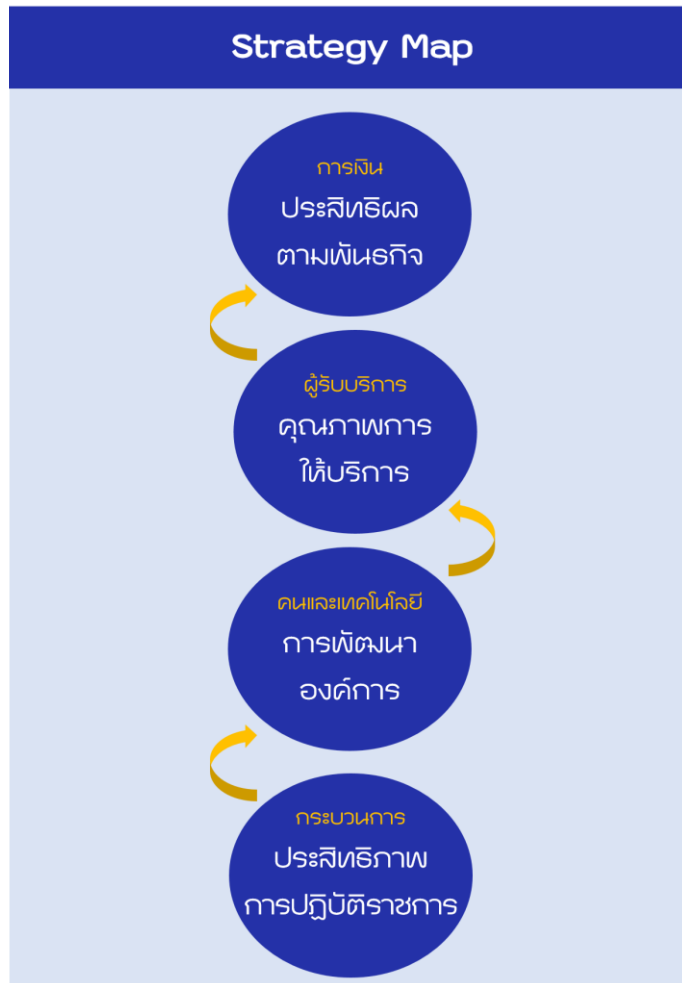 Strategy Map
การเงิน
ประสิทธิผล
ตามพันธกิจ
ผู้รับบริการ
คุณภาพการ
ให้บริการ
คนและเทคโนโลยี
การพัฒนา
องค์การ
กระบวนการ
ประสิทธิภาพ
การปฏิบัติราชการ